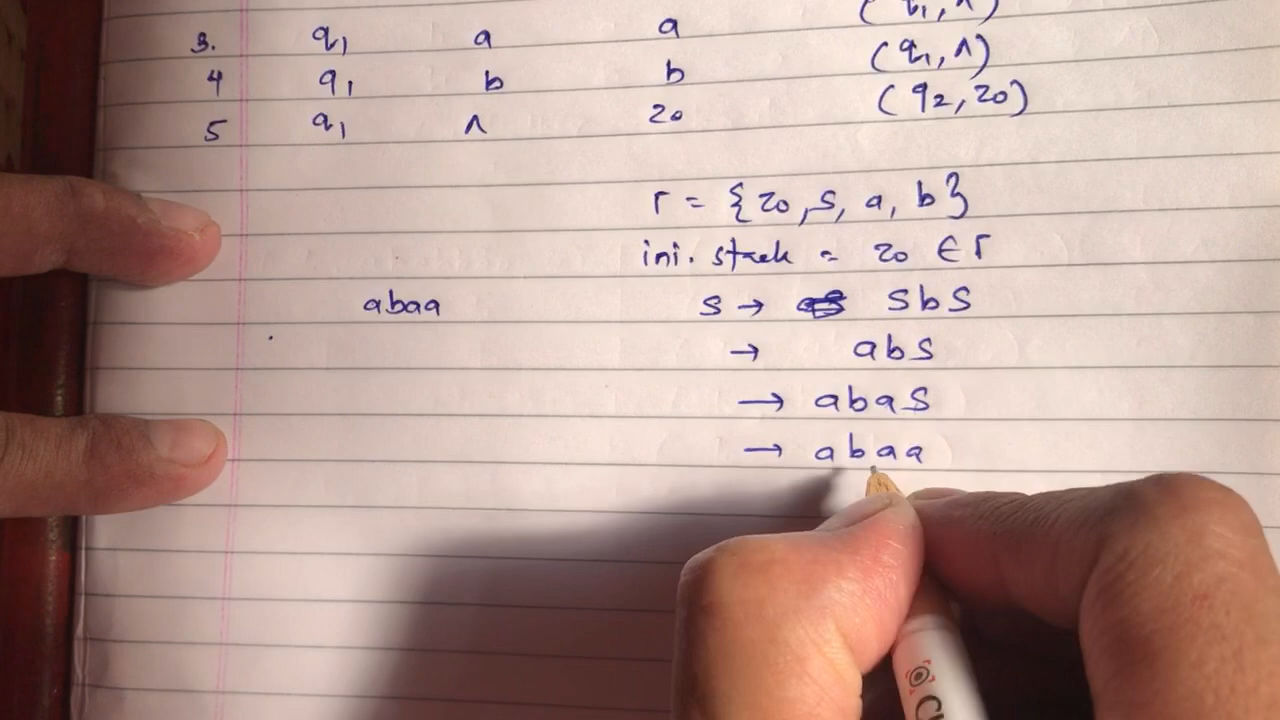 (q1, ʌ)
3. q1 a a (q1, ʌ)
4 q1 b b (q2, z0)
5 q1 ʌ z0
Γ = {z0, S, a, b}
ini. stack = z0 ∈ Γ
abaa S → SbS
→ abS
→ abaS
→ abaa